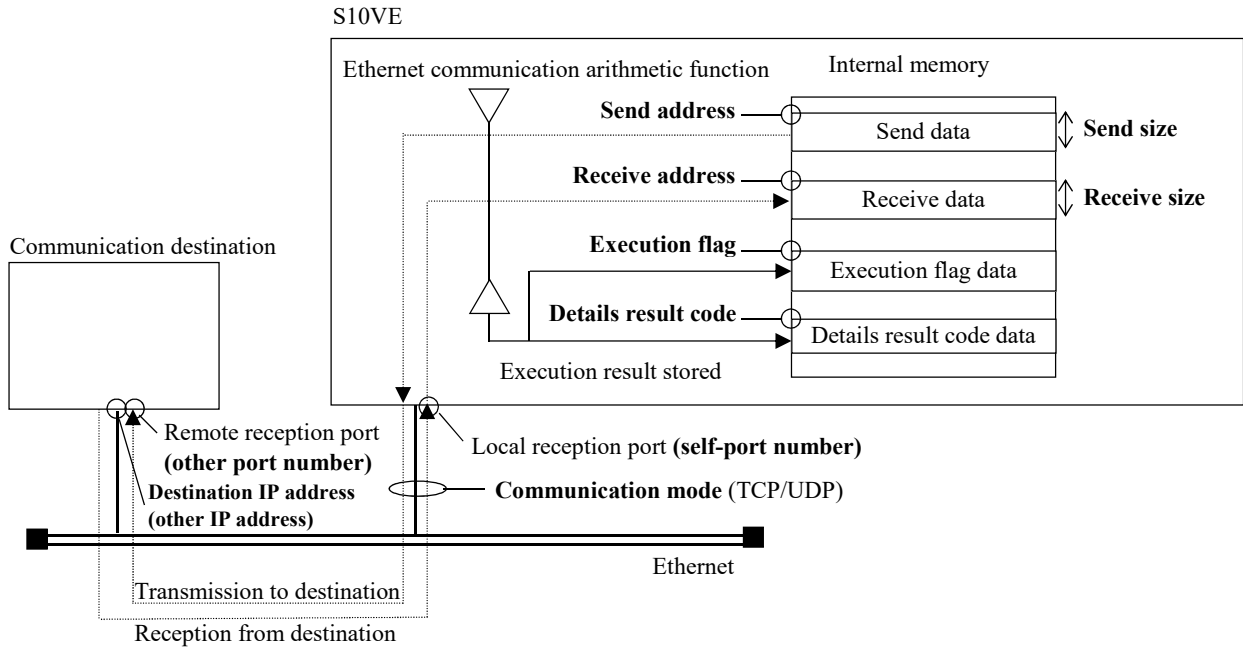 S10VE
Ethernet communication arithmetic function
Internal memory
Send address
Send data
Send size
Receive address
Receive data
Receive size
Communication destination
Execution flag
Execution flag data
Details result code
Details result code data
Execution result stored
Remote reception port
(other port number)
Local reception port (self-port number)
Destination IP address
(other IP address)
Communication mode (TCP/UDP)
Ethernet
Transmission to destination
Reception from destination